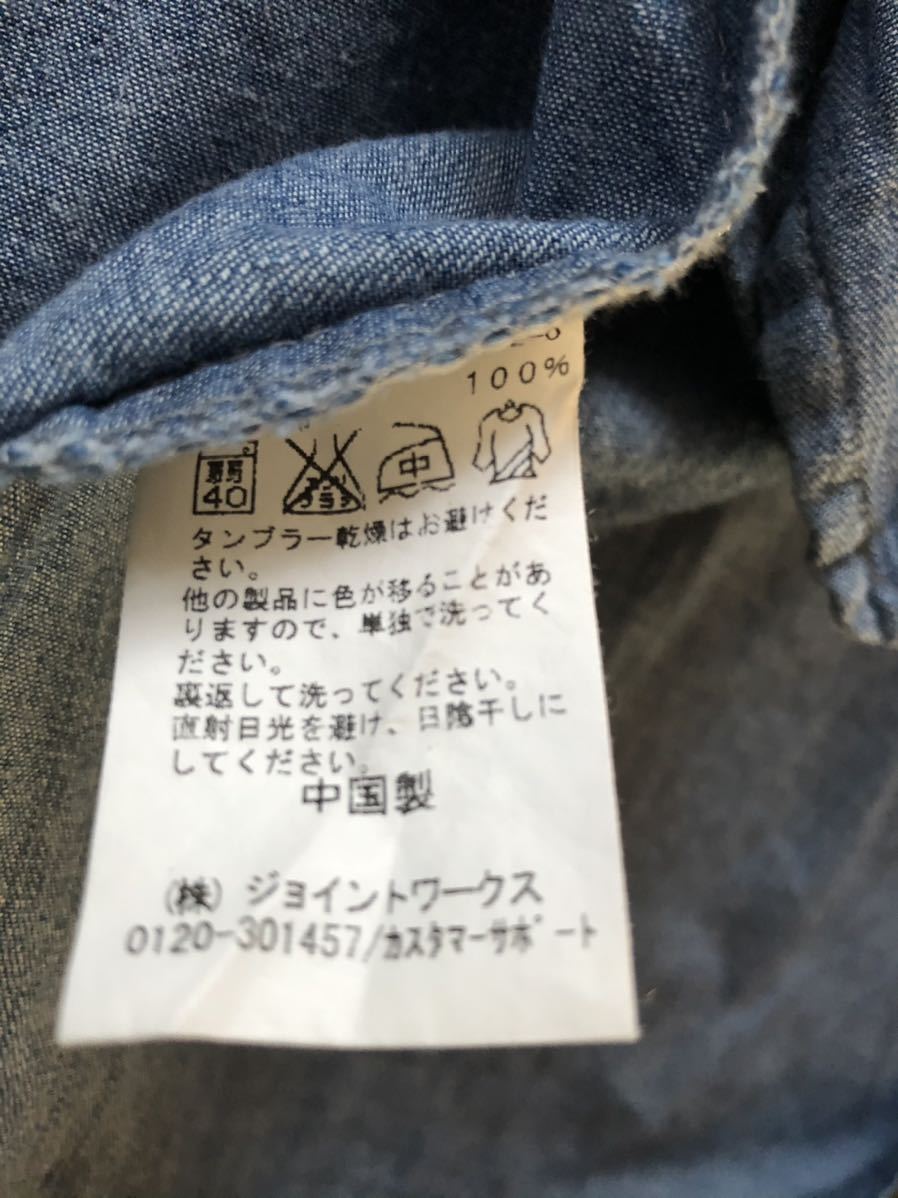 100%
弱
40
中
タンブラー乾燥はお避けくだ
さい。
他の製品に色が移ることがあ
りますので、単独で洗ってく
ださい。
裏返して洗ってください。
直射日光を避け、日陰干しに
してください。
中国製
(株) ジョイントワークス
0120-301457/カスタマーサポート